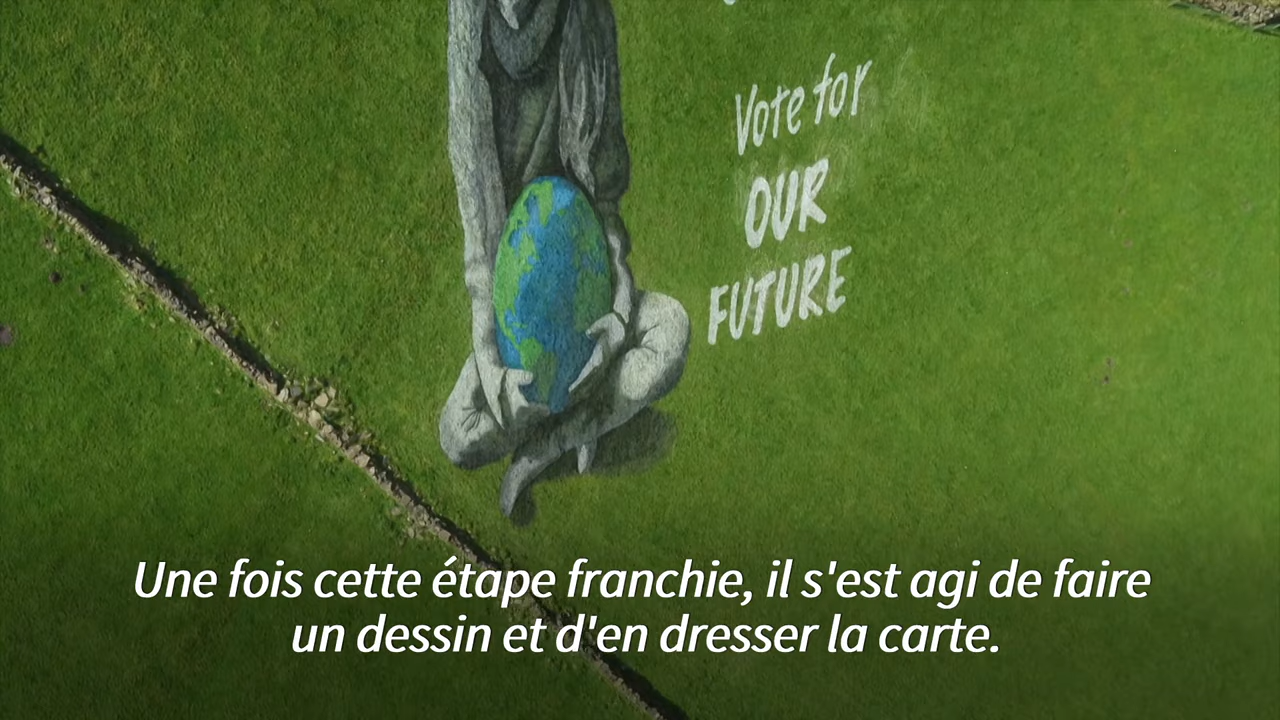 Vote for
OUR
FUTURE
Une fois cette étape franchie, il s'est agi de faire
un dessin et d'en dresser la carte.